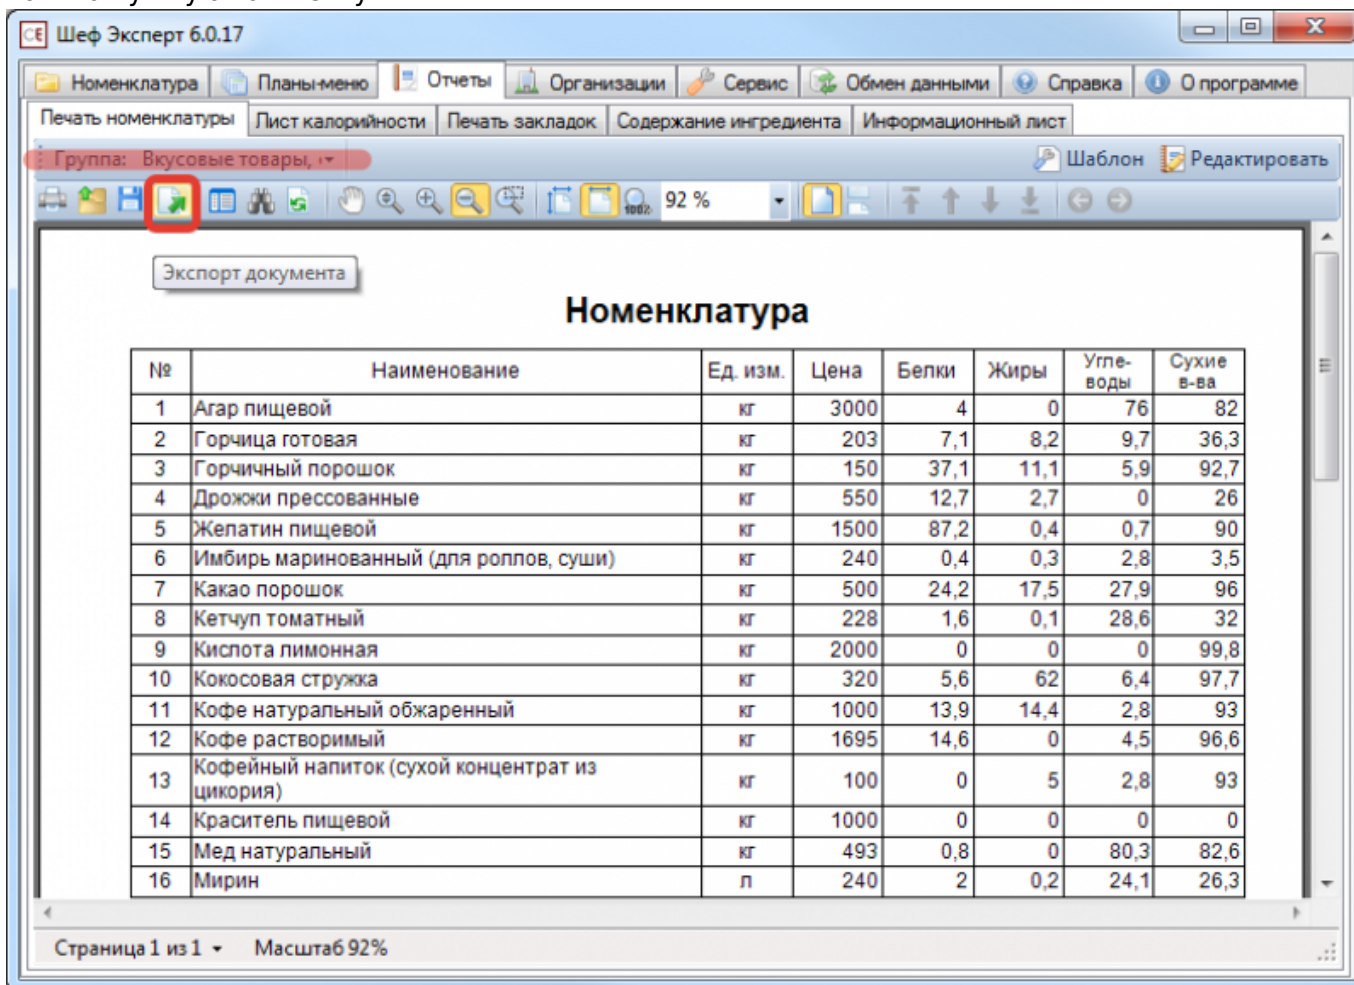 Шеф Эксперт 6.0.17
Номенклатура Планы-меню Отчеты Организации Сервис Обмен данными Справка О программе
Печать номенклатуры Лист калорийности Печать закладок Содержание ингредиента Информационный лист
Группа: Вкусовые товары, Шаблон Редактировать
100% 92 %
Экспорт документа
Номенклатура
№ Наименование Ед. изм. Цена Белки Жиры Угле-воды Сухие в-ва
1 Агар пищевой кг 3000 4 0 76 82
2 Горчица готовая кг 203 7,1 8,2 9,7 36,3
3 Горчичный порошок кг 150 37,1 11,1 5,9 92,7
4 Дрожжи прессованные кг 550 12,7 2,7 0 26
5 Желатин пищевой кг 1500 87,2 0,4 0,7 90
6 Имбирь маринованный (для роллов, суши) кг 240 0,4 0,3 2,8 3,5
7 Какао порошок кг 500 24,2 17,5 27,9 96
8 Кетчуп томатный кг 228 1,6 0,1 28,6 32
9 Кислота лимонная кг 2000 0 0 0 99,8
10 Кокосовая стружка кг 320 5,6 62 6,4 97,7
11 Кофе натуральный обжаренный кг 1000 13,9 14,4 2,8 93
12 Кофе растворимый кг 1695 14,6 0 4,5 96,6
13 Кофейный напиток (сухой концентрат из цикория) кг 100 0 5 2,8 93
14 Краситель пищевой кг 1000 0 0 0 0
15 Мед натуральный кг 493 0,8 0 80,3 82,6
16 Мирин л 240 2 0,2 24,1 26,3
Страница 1 из 1 Масштаб 92%